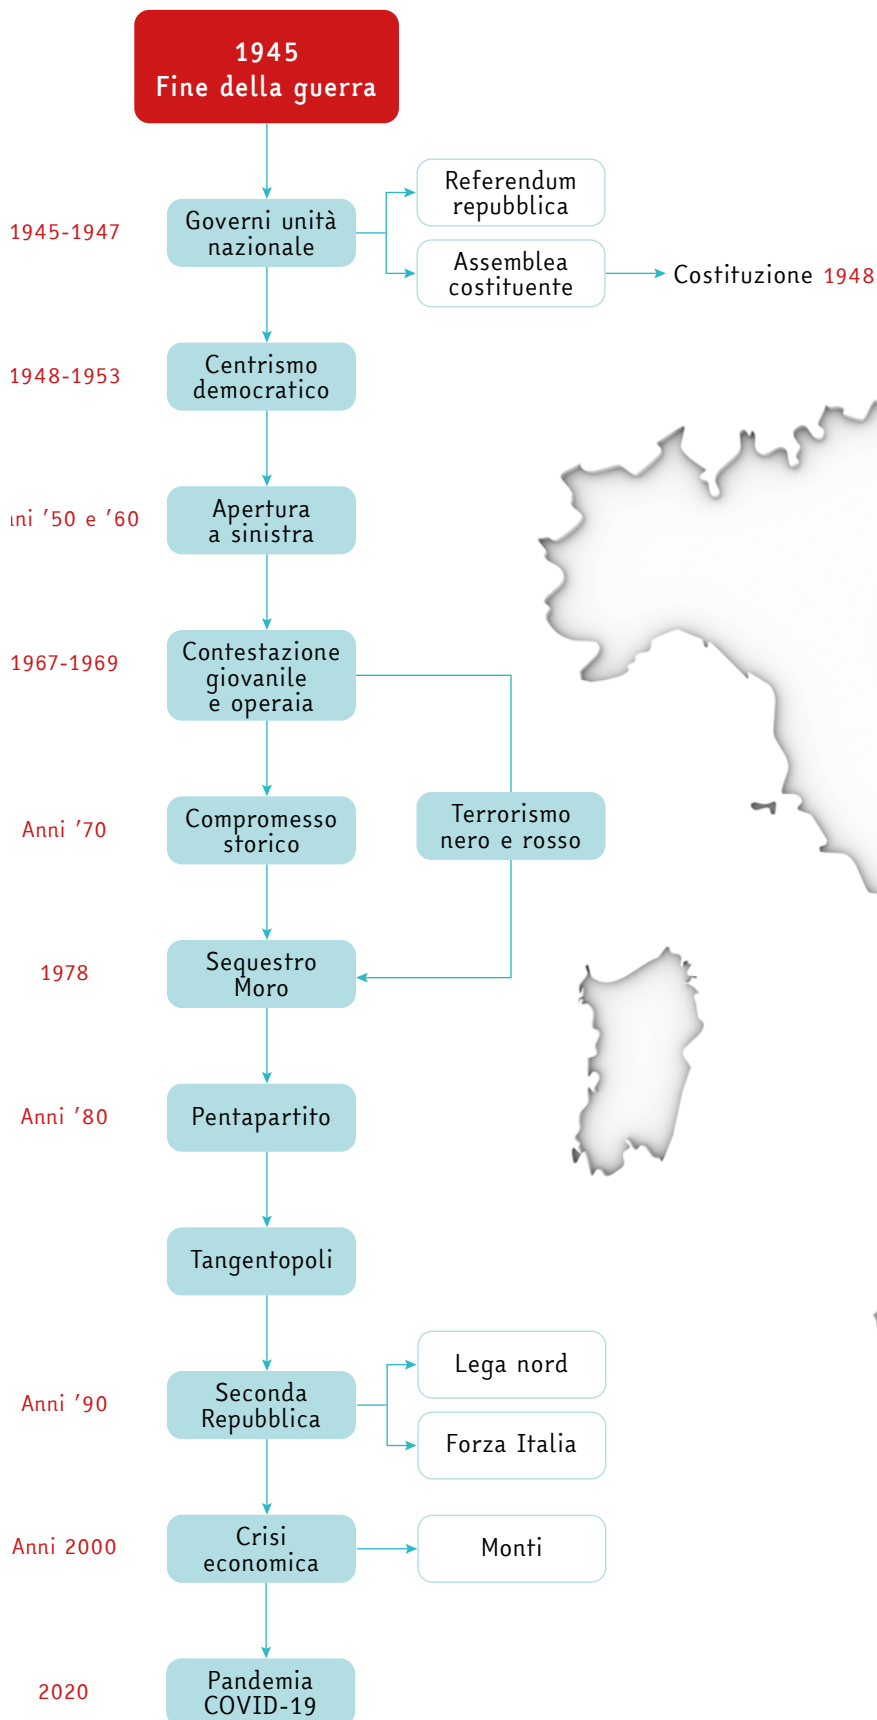 1945
Fine della guerra
1945-1947
Governi unità
nazionale
Referendum
repubblica
Assemblea
costituente
Costituzione 1948
1948-1953
Centrismo
democratico
'50 e '60
Apertura
a sinistra
1967-1969
Contestazione
giovanile
e operaia
Anni '70
Compromesso
storico
Terrorismo
nero e rosso
1978
Sequestro
Moro
Anni '80
Pentapartito
Tangentopoli
Anni '90
Seconda
Repubblica
Lega nord
Forza Italia
Anni 2000
Crisi
economica
Monti
2020
Pandemia
COVID-19